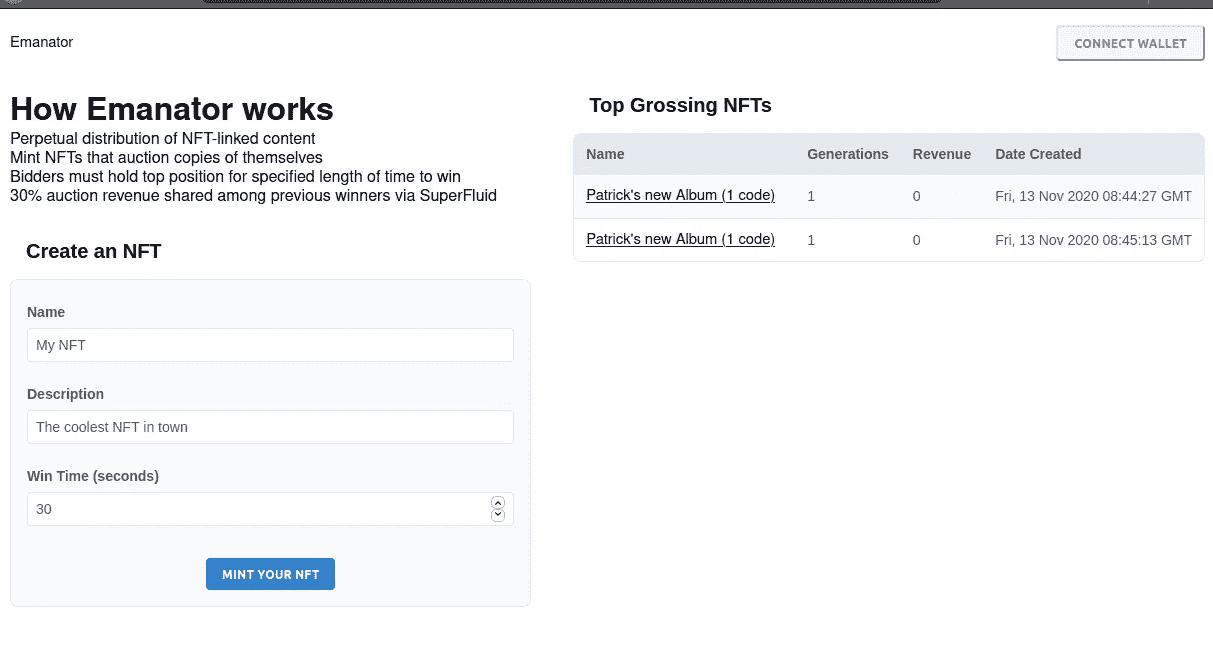 Emanator
CONNECT WALLET
How Emanator works
Perpetual distribution of NFT-linked content
Mint NFTs that auction copies of themselves
Bidders must hold top position for specified length of time to win
30% auction revenue shared among previous winners via SuperFluid
Create an NFT
Name
My NFT
Description
The coolest NFT in town
Win Time (seconds)
30
MINT YOUR NFT
Top Grossing NFTs
Name Generations Revenue Date Created
Patrick's new Album (1 code) 1 0 Fri, 13 Nov 2020 08:44:27 GMT
Patrick's new Album (1 code) 1 0 Fri, 13 Nov 2020 08:45:13 GMT